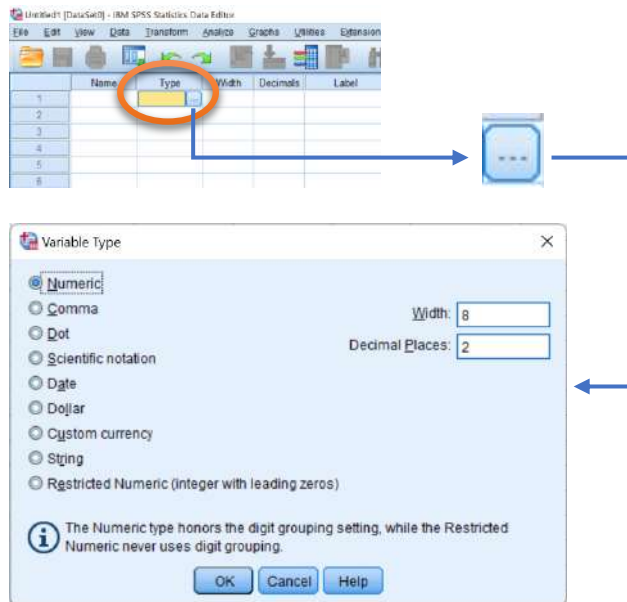 Untitled1 [DataSet0] - IBM SPSS Statistics Data Editor
File Edit View Data Transform Analyze Graphs Utilities Extension
Name Type Width Decimals Label
1
2
3
4
5
6
...
---
Variable Type
Numeric
Comma
Dot
Scientific notation
Date
Dollar
Custom currency
String
Restricted Numeric (integer with leading zeros)
Width: 8
Decimal Places: 2
The Numeric type honors the digit grouping setting, while the Restricted
Numeric never uses digit grouping.
OK Cancel Help